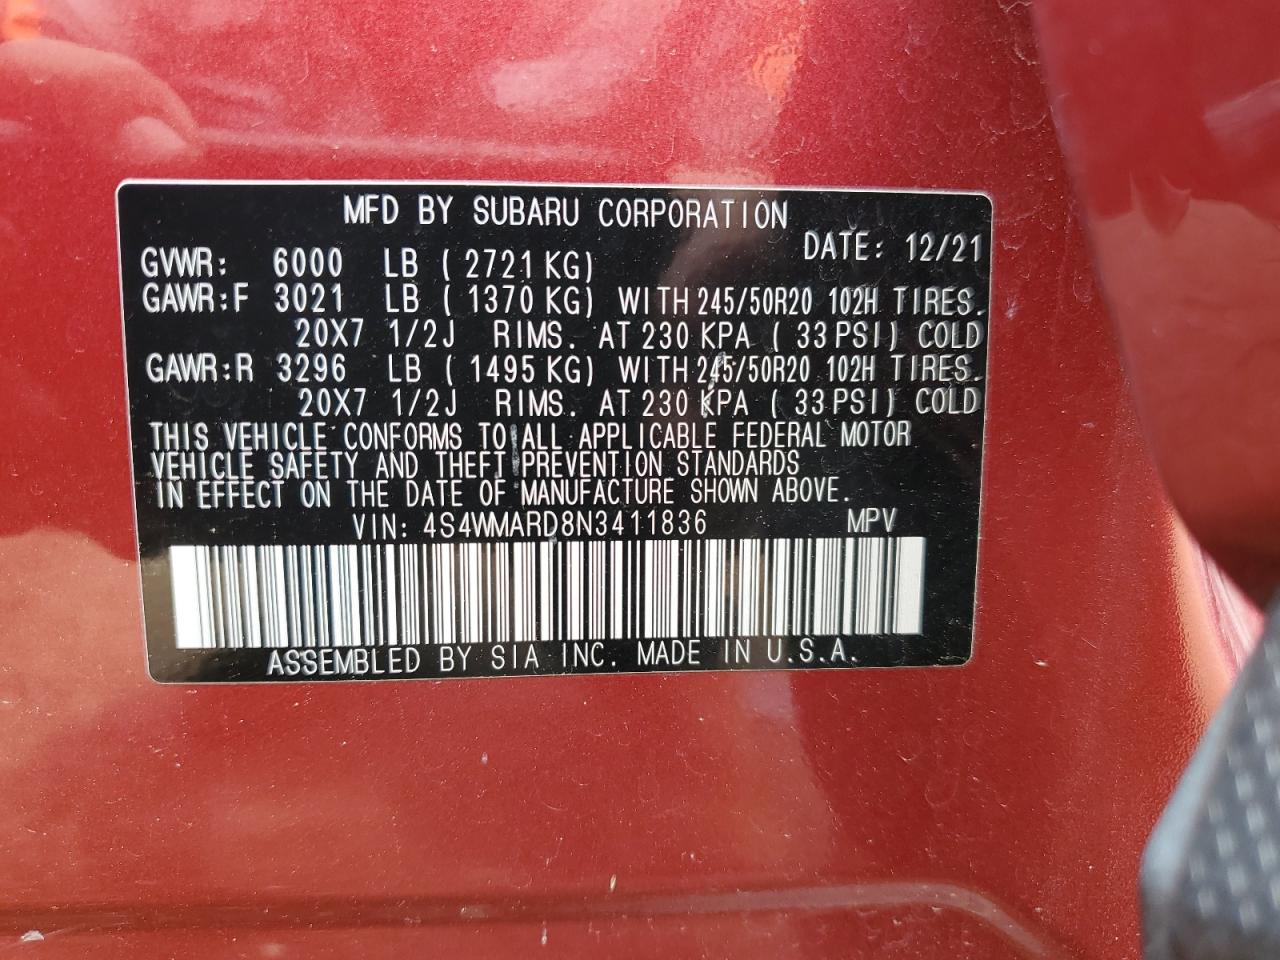 MFD BY SUBARU CORPORATION
DATE: 12/21
GVWR: 6000 LB ( 2721 KG)
GAWR:F 3021 LB ( 1370 KG) WITH 245/50R20 102H TIRES.
20X7 1/2J RIMS. AT 230 KPA ( 33 PSI) COLD
GAWR:R 3296 LB ( 1495 KG) WITH 245/50R20 102H TIRES.
20X7 1/2J RIMS. AT 230 KPA ( 33 PSI) COLD
THIS VEHICLE CONFORMS TO ALL APPLICABLE FEDERAL MOTOR
VEHICLE SAFETY AND THEFT PREVENTION STANDARDS
IN EFFECT ON THE DATE OF MANUFACTURE SHOWN ABOVE.
VIN: 4S4WMARD8N3411836 MPV
ASSEMBLED BY SIA INC. MADE IN U.S.A.